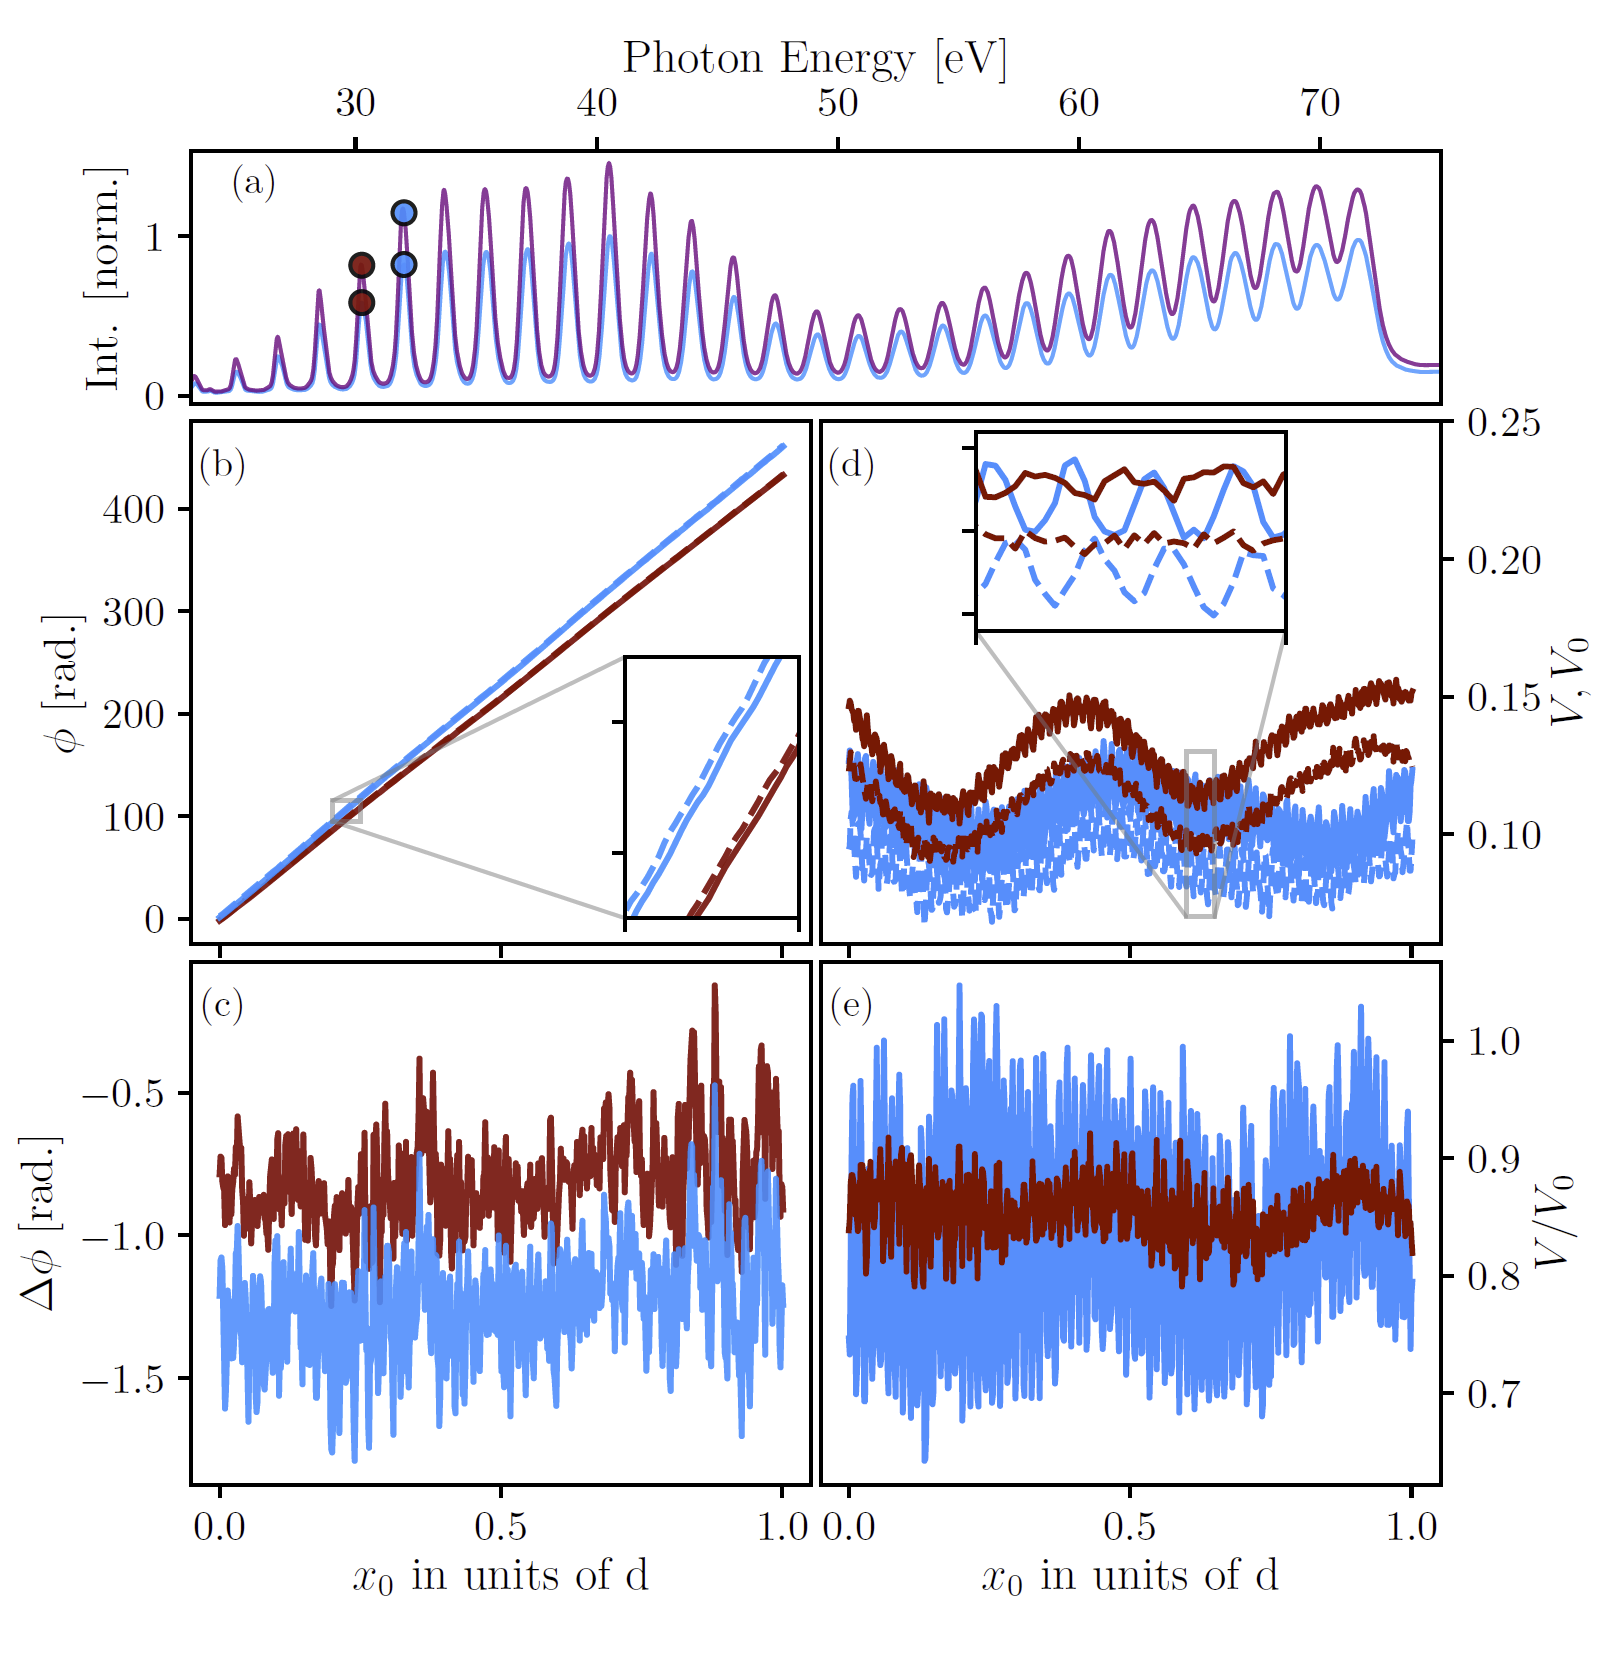 Photon Energy [eV]
30 40 50 60 70
(a)
Int. [norm.]
1
0
(b)
ϕ [rad.]
400
300
200
100
0
(d)
0.25
0.20
0.15
0.10
V, V₀
(c)
Δϕ [rad.]
−0.5
−1.0
−1.5
(e)
1.0
0.9
0.8
0.7
V/V₀
0.0 0.5 1.0 0.0 0.5 1.0
x₀ in units of d x₀ in units of d